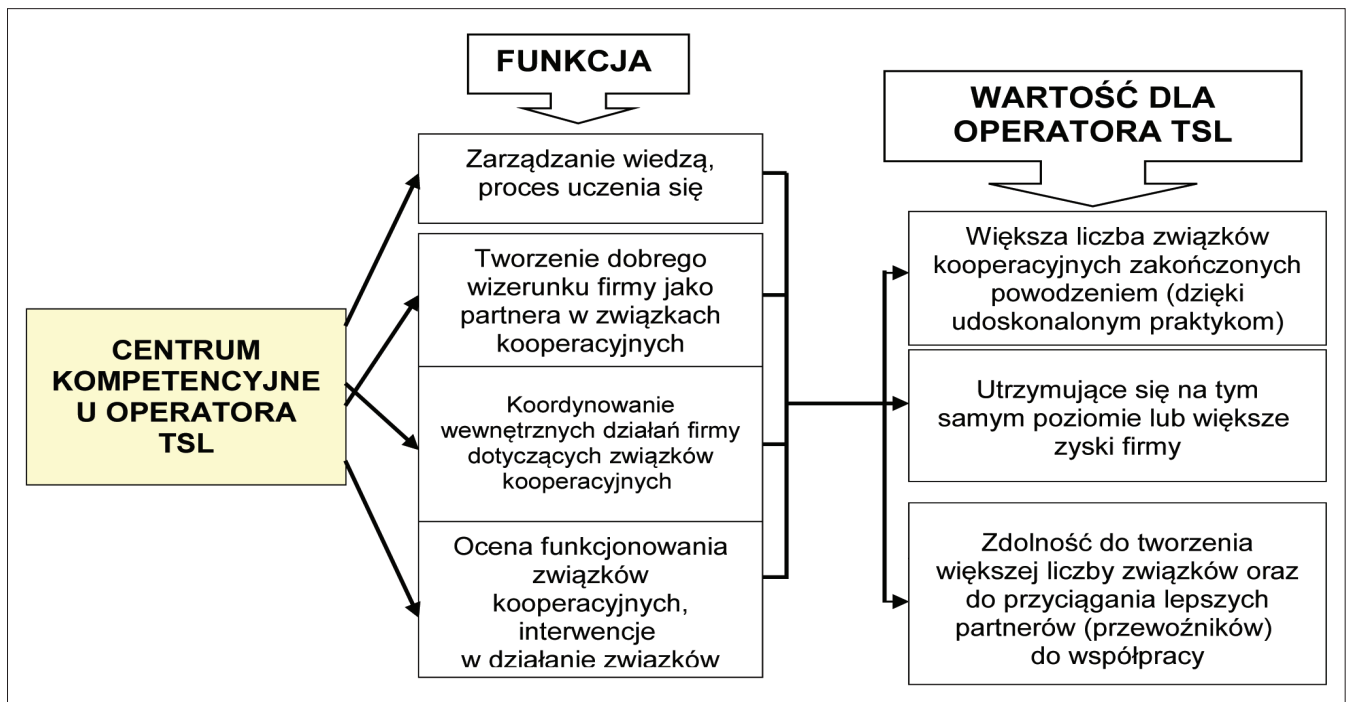 FUNKCJA
WARTOŚĆ DLA
OPERATORA TSL
CENTRUM
KOMPETENCYJNE
U OPERATORA
TSL
Zarządzanie wiedzą,
proces uczenia się
Tworzenie dobrego
wizerunku firmy jako
partnera w związkach
kooperacyjnych
Koordynowanie
wewnętrznych działań firmy
dotyczących związków
kooperacyjnych
Ocena funkcjonowania
związków
kooperacyjnych,
interwencje
w działanie zwiazków
Większa liczba związków
kooperacyjnych zakończonych
powodzeniem (dzięki
udoskonalonym praktykom)
Utrzymujące się na tym
samym poziomie lub większe
zyski firmy
Zdolność do tworzenia
większej liczby związków oraz
do przyciągania lepszych
partnerów (przewoźników)
do współpracy